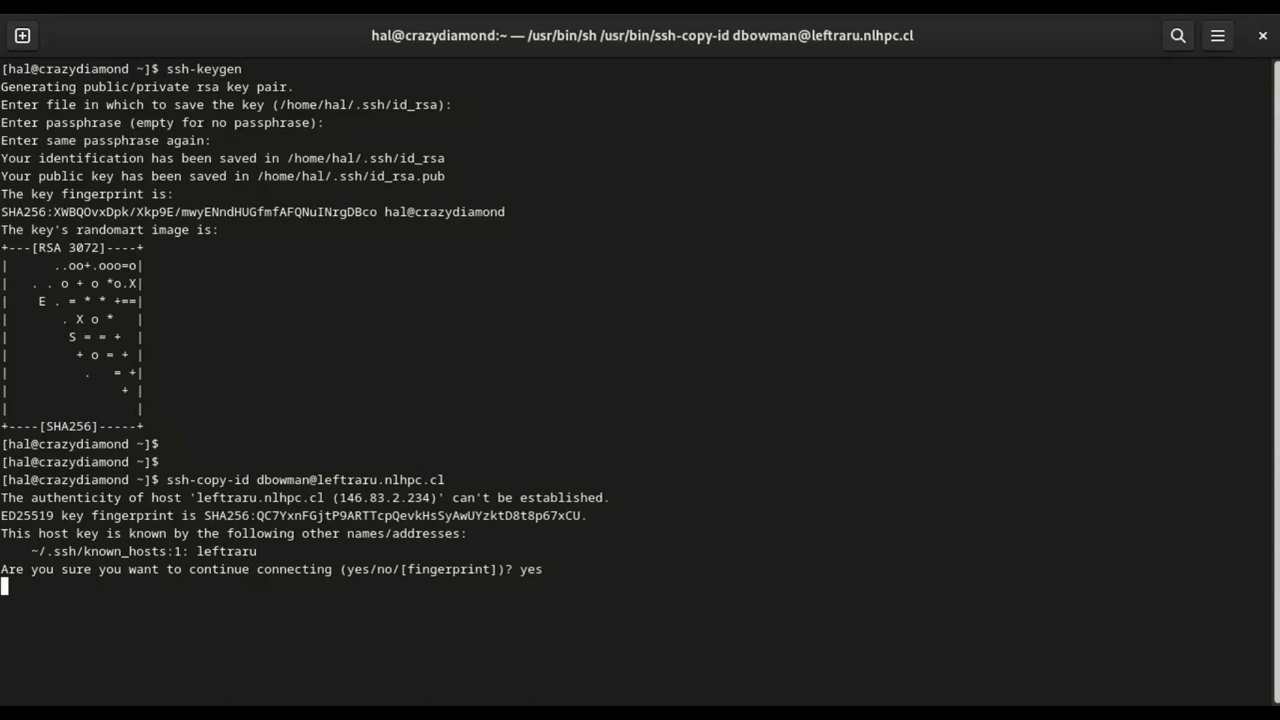 hal@crazydiamond:~ — /usr/bin/sh /usr/bin/ssh-copy-id dbowman@leftraru.nlhpc.cl
[hal@crazydiamond ~]$ ssh-keygen
Generating public/private rsa key pair.
Enter file in which to save the key (/home/hal/.ssh/id_rsa):
Enter passphrase (empty for no passphrase):
Enter same passphrase again:
Your identification has been saved in /home/hal/.ssh/id_rsa
Your public key has been saved in /home/hal/.ssh/id_rsa.pub
The key fingerprint is:
SHA256:XWBQOvxDpk/Xkp9E/mwyENndHUGfmfAFQNuINrgDBco hal@crazydiamond
The key's randomart image is:
+---[RSA 3072]----+
|      ..oo+.ooo=o|
|   . . o + o *o.X|
|    E . = * * +==|
|       . X o *   |
|        S = = +  |
|         + o = + |
|          .   = +|
|               + |
|                 |
+----[SHA256]-----+
[hal@crazydiamond ~]$
[hal@crazydiamond ~]$
[hal@crazydiamond ~]$ ssh-copy-id dbowman@leftraru.nlhpc.cl
The authenticity of host 'leftraru.nlhpc.cl (146.83.2.234)' can't be established.
ED25519 key fingerprint is SHA256:QC7YxnFGjtP9ARTTcpQevkHsSyAwUYzktD8t8p67xCU.
This host key is known by the following other names/addresses:
    ~/.ssh/known_hosts:1: leftraru
Are you sure you want to continue connecting (yes/no/[fingerprint])? yes